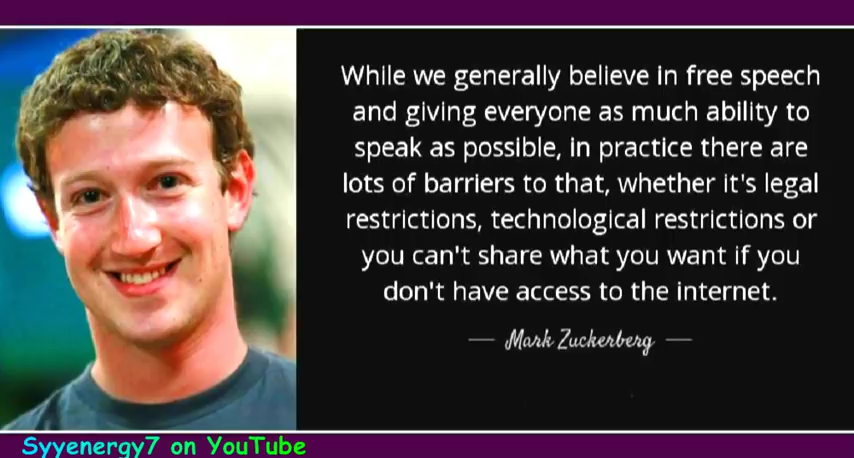 While we generally believe in free speech
and giving everyone as much ability to
speak as possible, in practice there are
lots of barriers to that, whether it's legal
restrictions, technological restrictions or
you can't share what you want if you
don't have access to the internet.
— Mark Zuckerberg —
Syyenergy7 on YouTube